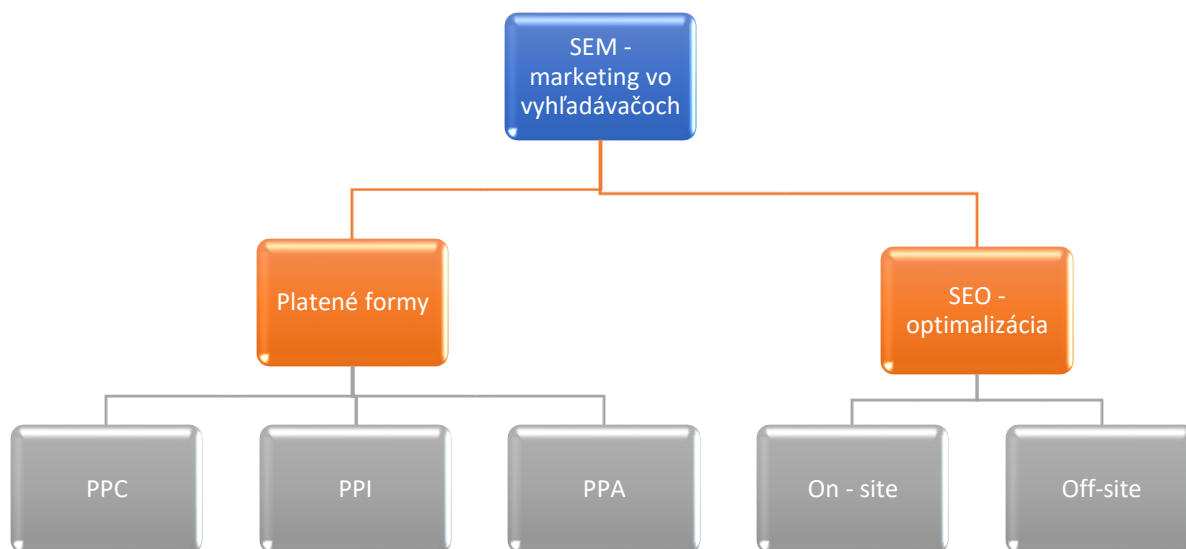 SEM -
marketing vo
vyhľadávačoch
Platené formy
SEO -
optimalizácia
PPC
PPI
PPA
On - site
Off-site